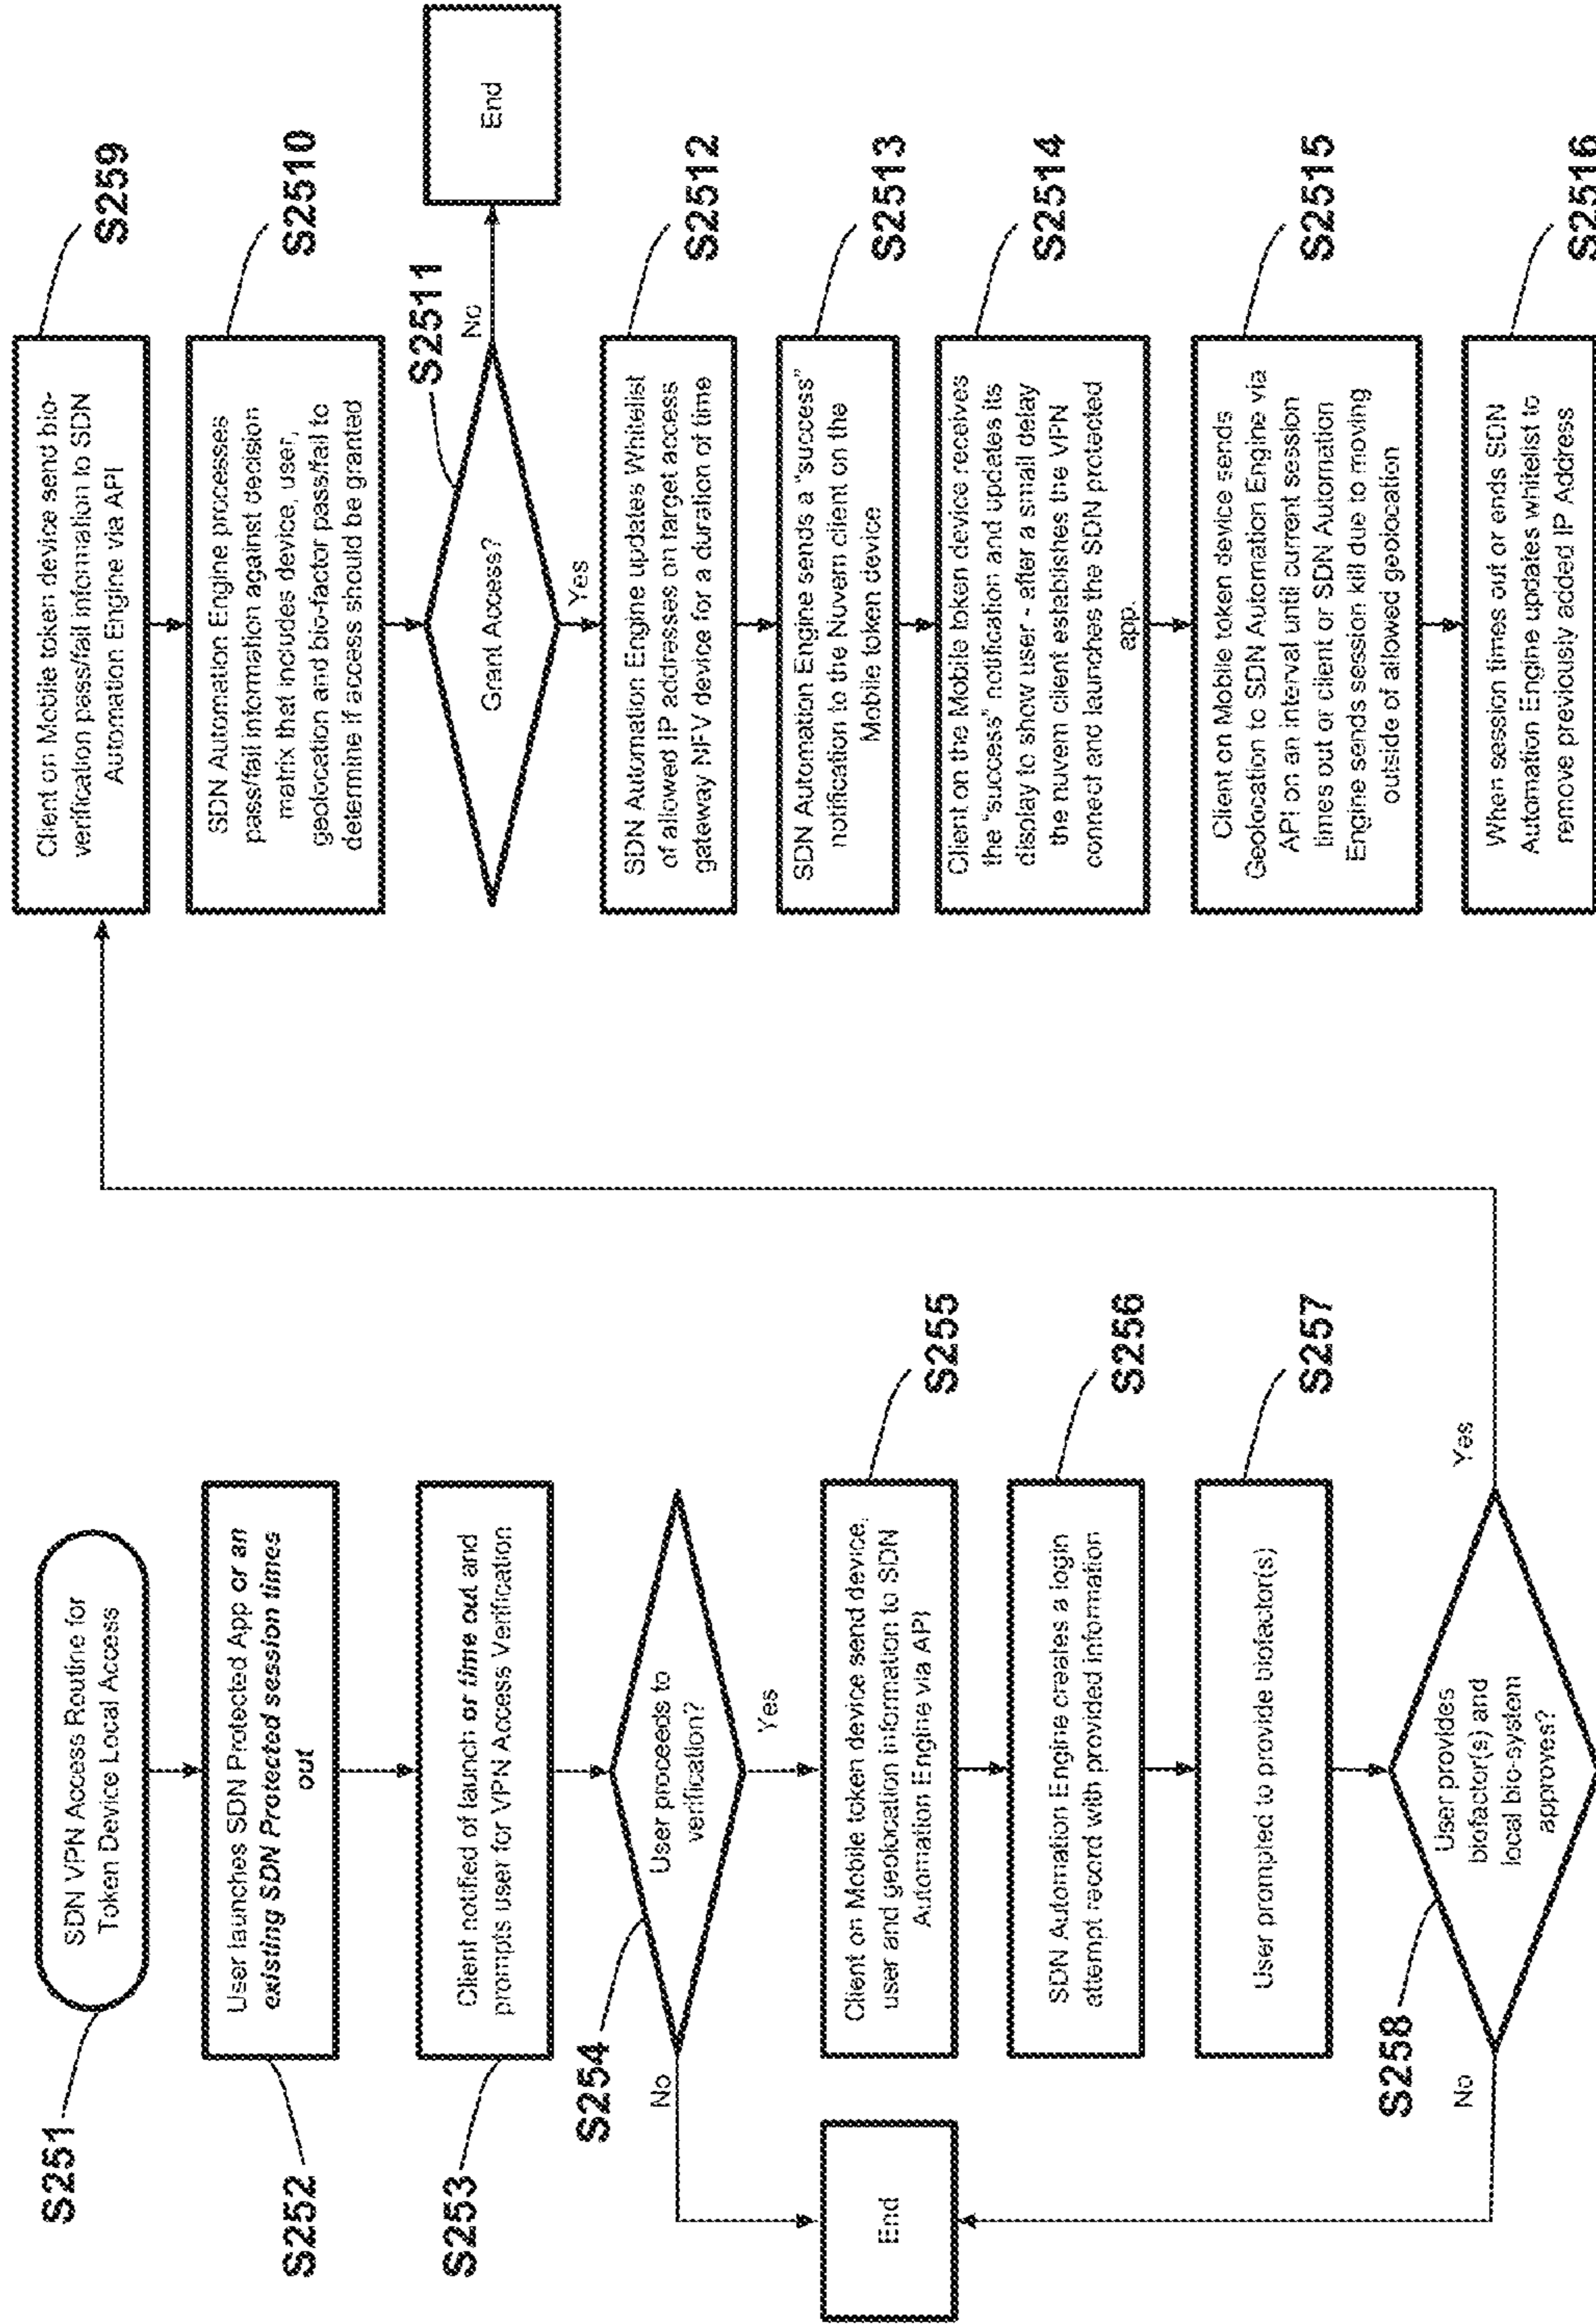 S251
SDN VPN Access Routine for
Token Device Local Access
S252
User launches SDN Protected App or an
existing SDN Protected session times
out
S253
Client notified of launch or time out and
prompts user for VPN Access Verification
S254
User proceeds to
verification?
No
Yes
End
S255
Client on Mobile token device send device,
user and geolocation information to SDN
Automation Engine via API
S256
SDN Automation Engine creates a login
attempt record with provided information
S257
User prompted to provide biofactor(s)
S258
User provides
biofactor(s) and
local bio-system
approves?
No
Yes
S259
Client on Mobile token device send bio-
verification pass/fail information to SDN
Automation Engine via API
S2510
SDN Automation Engine processes
pass/fail information against decision
matrix that includes device, user,
geolocation and bio-factor pass/fail to
determine if access should be granted
S2511
Grant Access?
No
End
Yes
S2512
SDN Automation Engine updates Whitelist
of allowed IP addresses on target access
gateway NFV device for a duration of time
S2513
SDN Automation Engine sends a "success"
notification to the Nuvem client on the
Mobile token device
S2514
Client on the Mobile token device receives
the "success" notification and updates its
display to show user - after a small delay
the nuvem client establishes the VPN
connect and launches the SDN protected
app.
S2515
Client on Mobile token device sends
Geolocation to SDN Automation Engine via
API on an interval until current session
times out or client or SDN Automation
Engine sends session kill due to moving
outside of allowed geolocation
S2516
When session times out or ends SDN
Automation Engine updates whitelist to
remove previously added IP Address